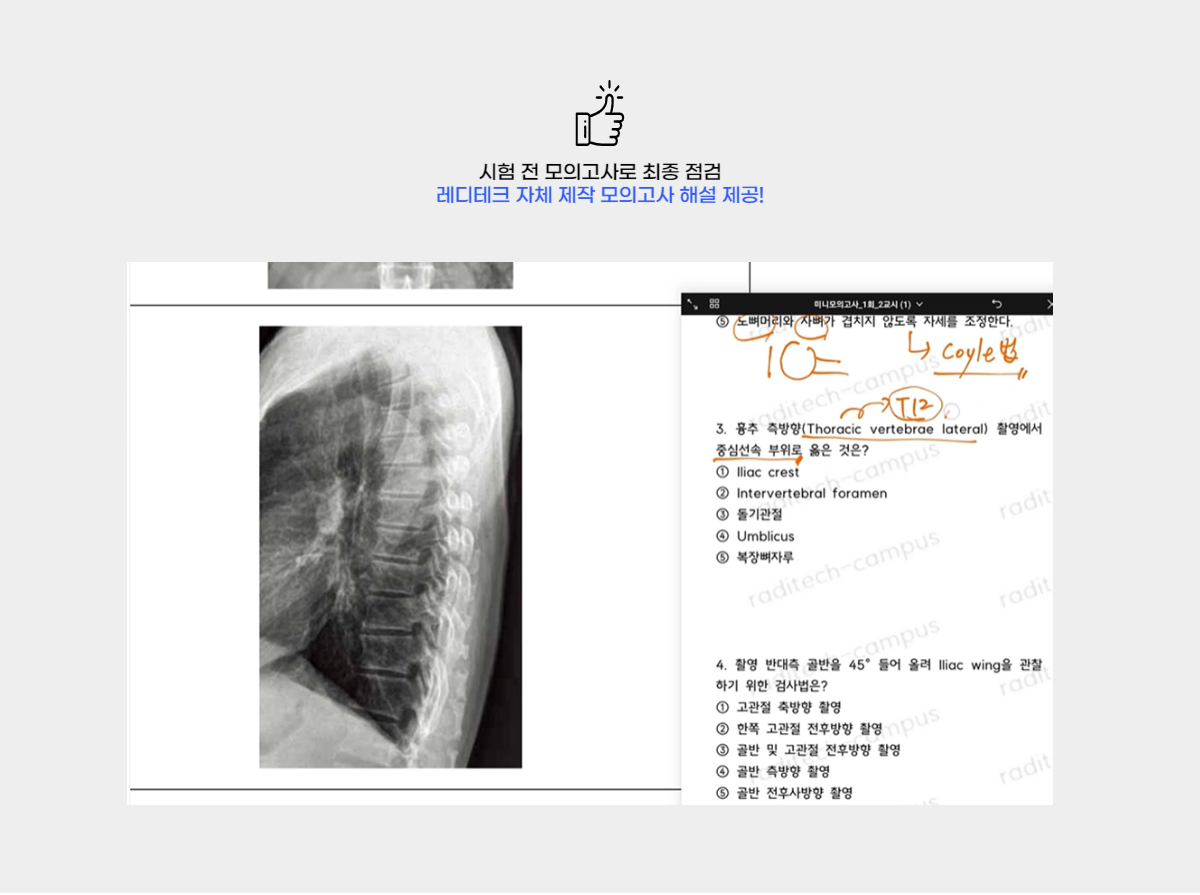 시험 전 모의고사로 최종 점검
레디테크 자체 제작 모의고사 해설 제공!
미니모의고사_1회_2교시 (1)
⑤ 노뼈머리와 자뼈가 겹치지 않도록 자세를 조정한다.
Coyle법
T12
3. 흉추 측방향(Thoracic vertebrae lateral) 촬영에서
중심선속 부위로 옳은 것은?
① Iliac crest
② Intervertebral foramen
③ 돌기관절
④ Umblicus
⑤ 복장뼈자루
4. 촬영 반대측 골반을 45° 들어 올려 Iliac wing을 관찰
하기 위한 검사법은?
① 고관절 축방향 촬영
② 한쪽 고관절 전후방향 촬영
③ 골반 및 고관절 전후방향 촬영
④ 골반 측방향 촬영
⑤ 골반 전후사방향 촬영
raditech-campus
raditech-campus
raditech-campus
raditech-campus
raditech-campus